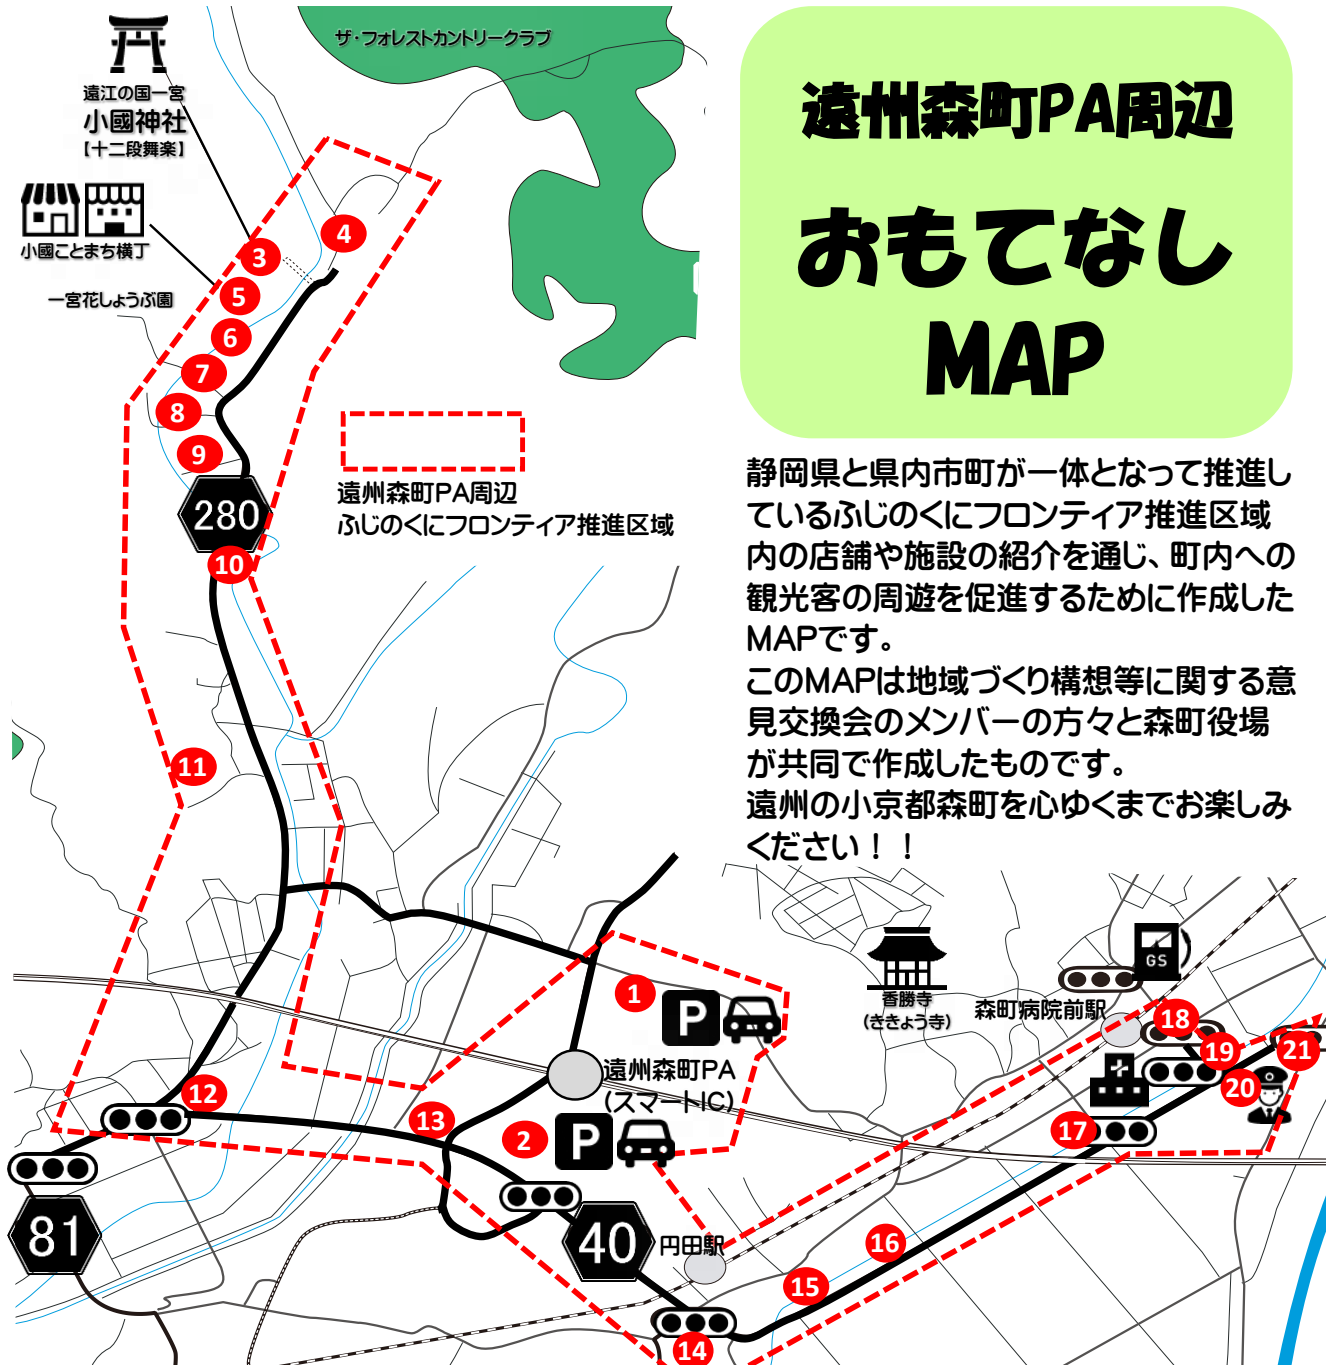 ザ・フォレストカントリークラブ
遠江の国一宮
小國神社
【十二段舞楽】
小國ことまち横丁
一宮花しょうぶ園
遠州森町PA周辺
おもてなし
MAP
静岡県と県内市町が一体となって推進し
ているふじのくにフロンティア推進区域
内の店舗や施設の紹介を通じ、町内への
観光客の周遊を促進するために作成した
MAPです。
このMAPは地域づくり構想等に関する意
見交換会のメンバーの方々と森町役場
が共同で作成したものです。
遠州の小京都森町を心ゆくまでお楽しみ
ください！！
遠州森町PA周辺
ふじのくにフロンティア推進区域
4
3
5
6
7
8
9
280
10
11
1
P
遠州森町PA
(スマートIC)
12
13
2
P
81
40
円田駅
香勝寺
(ききょう寺)
森町病院前駅
GS
18
19
21
20
17
16
15
14